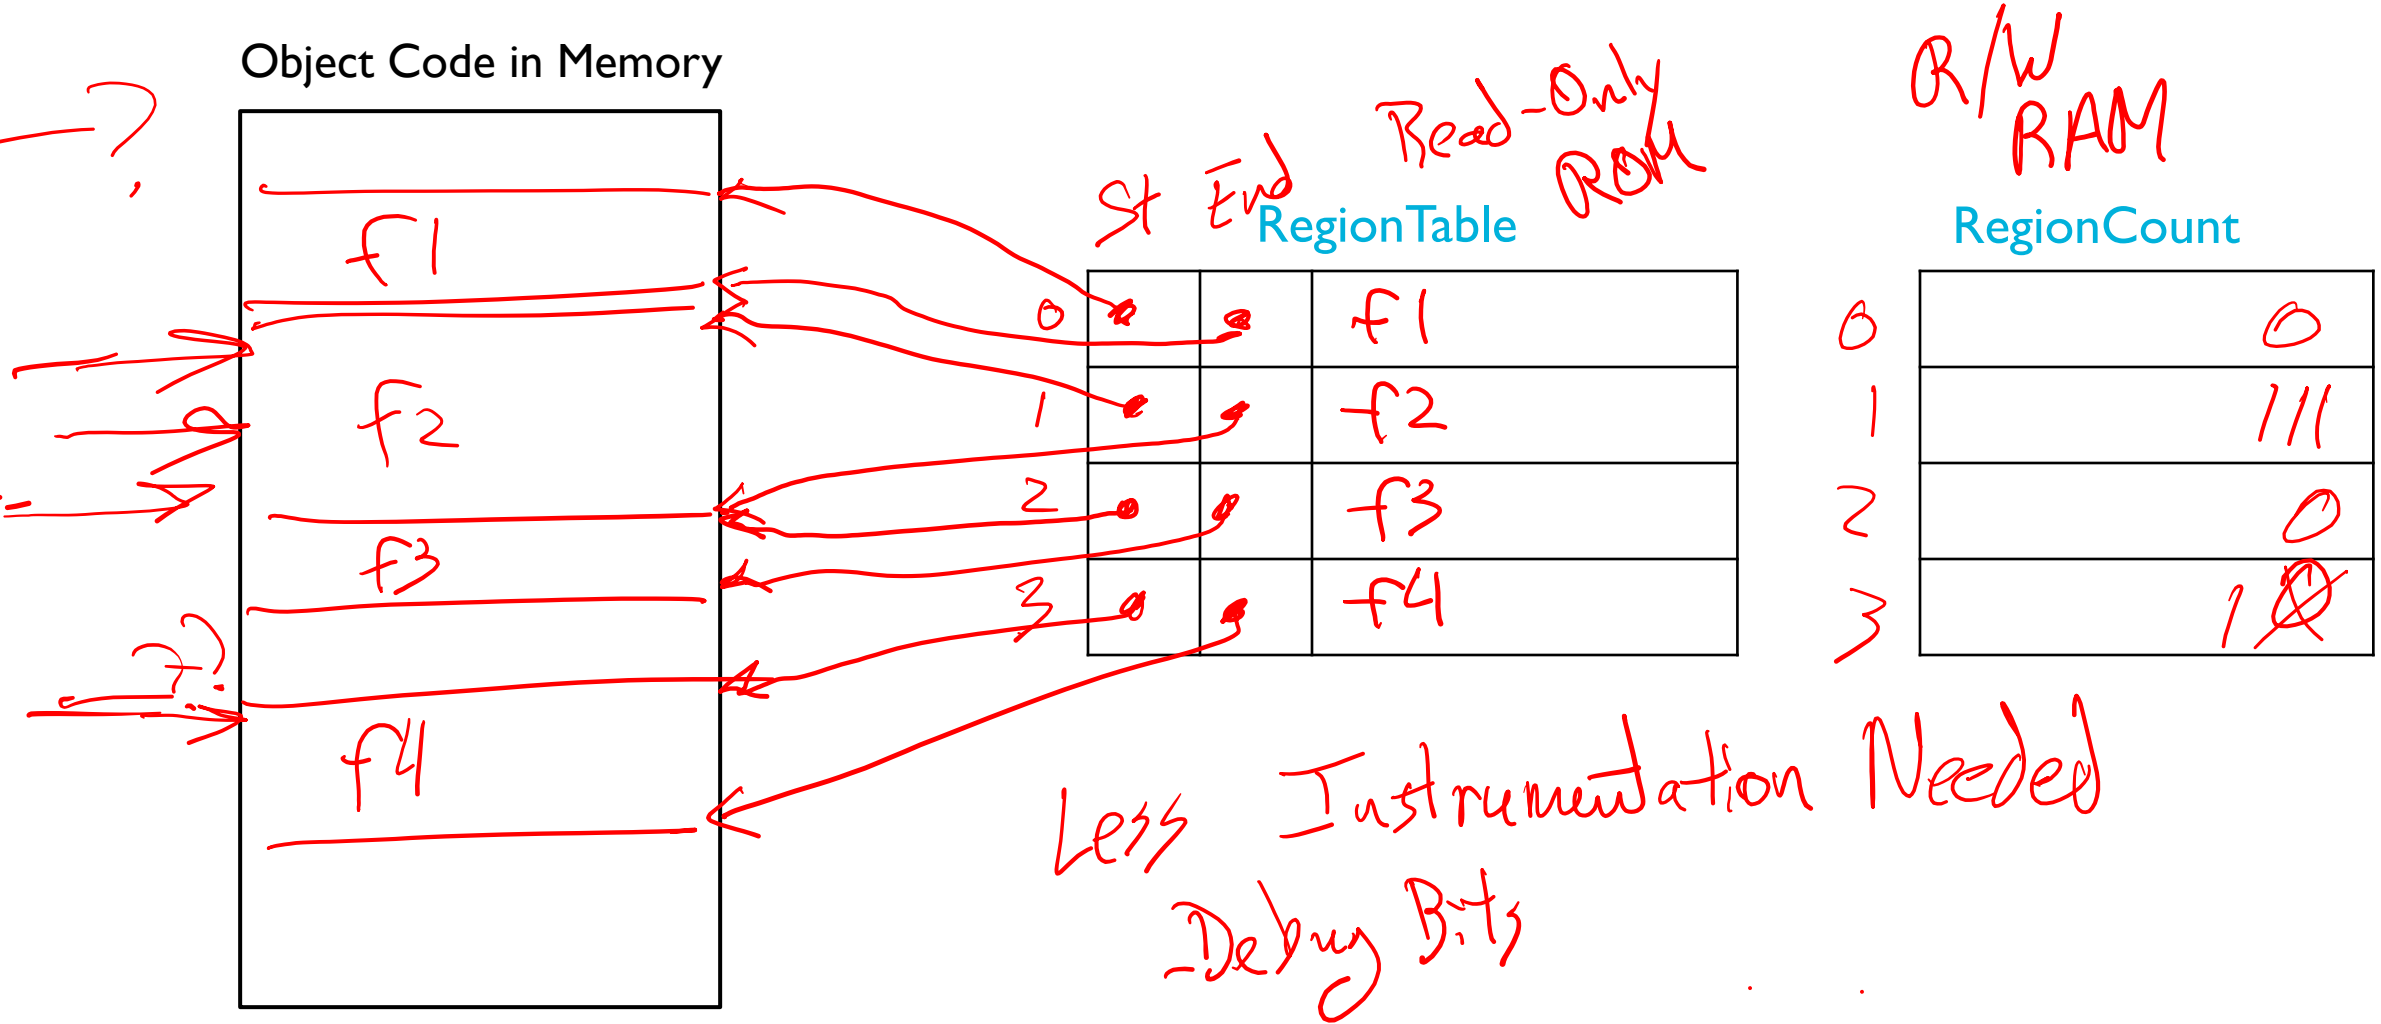 Object Code in Memory
?
R/W
RAM
Read-Only
ROM
St End
RegionTable
RegionCount
f1
f2
f3
f4
??
0 f1
1 f2
2 f3
3 f4
0 0
1 111
2 0
3 1
Less Instrumentation Needed
-Debug Bits